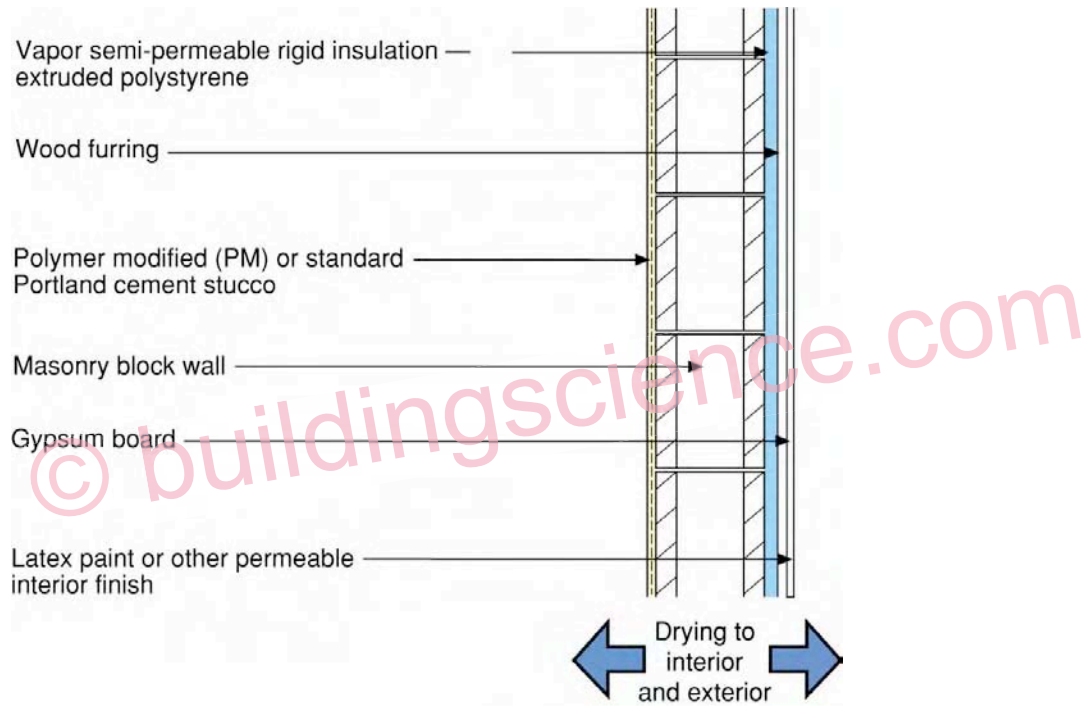 Vapor semi-permeable rigid insulation
extruded polystyrene
Wood furring
Polymer modified (PM) or standard
Portland cement stucco
Masonry block wall
Gypsum board
© buildingscience.com
Latex paint or other permeable
interior finish
Drying to
interior
and exterior